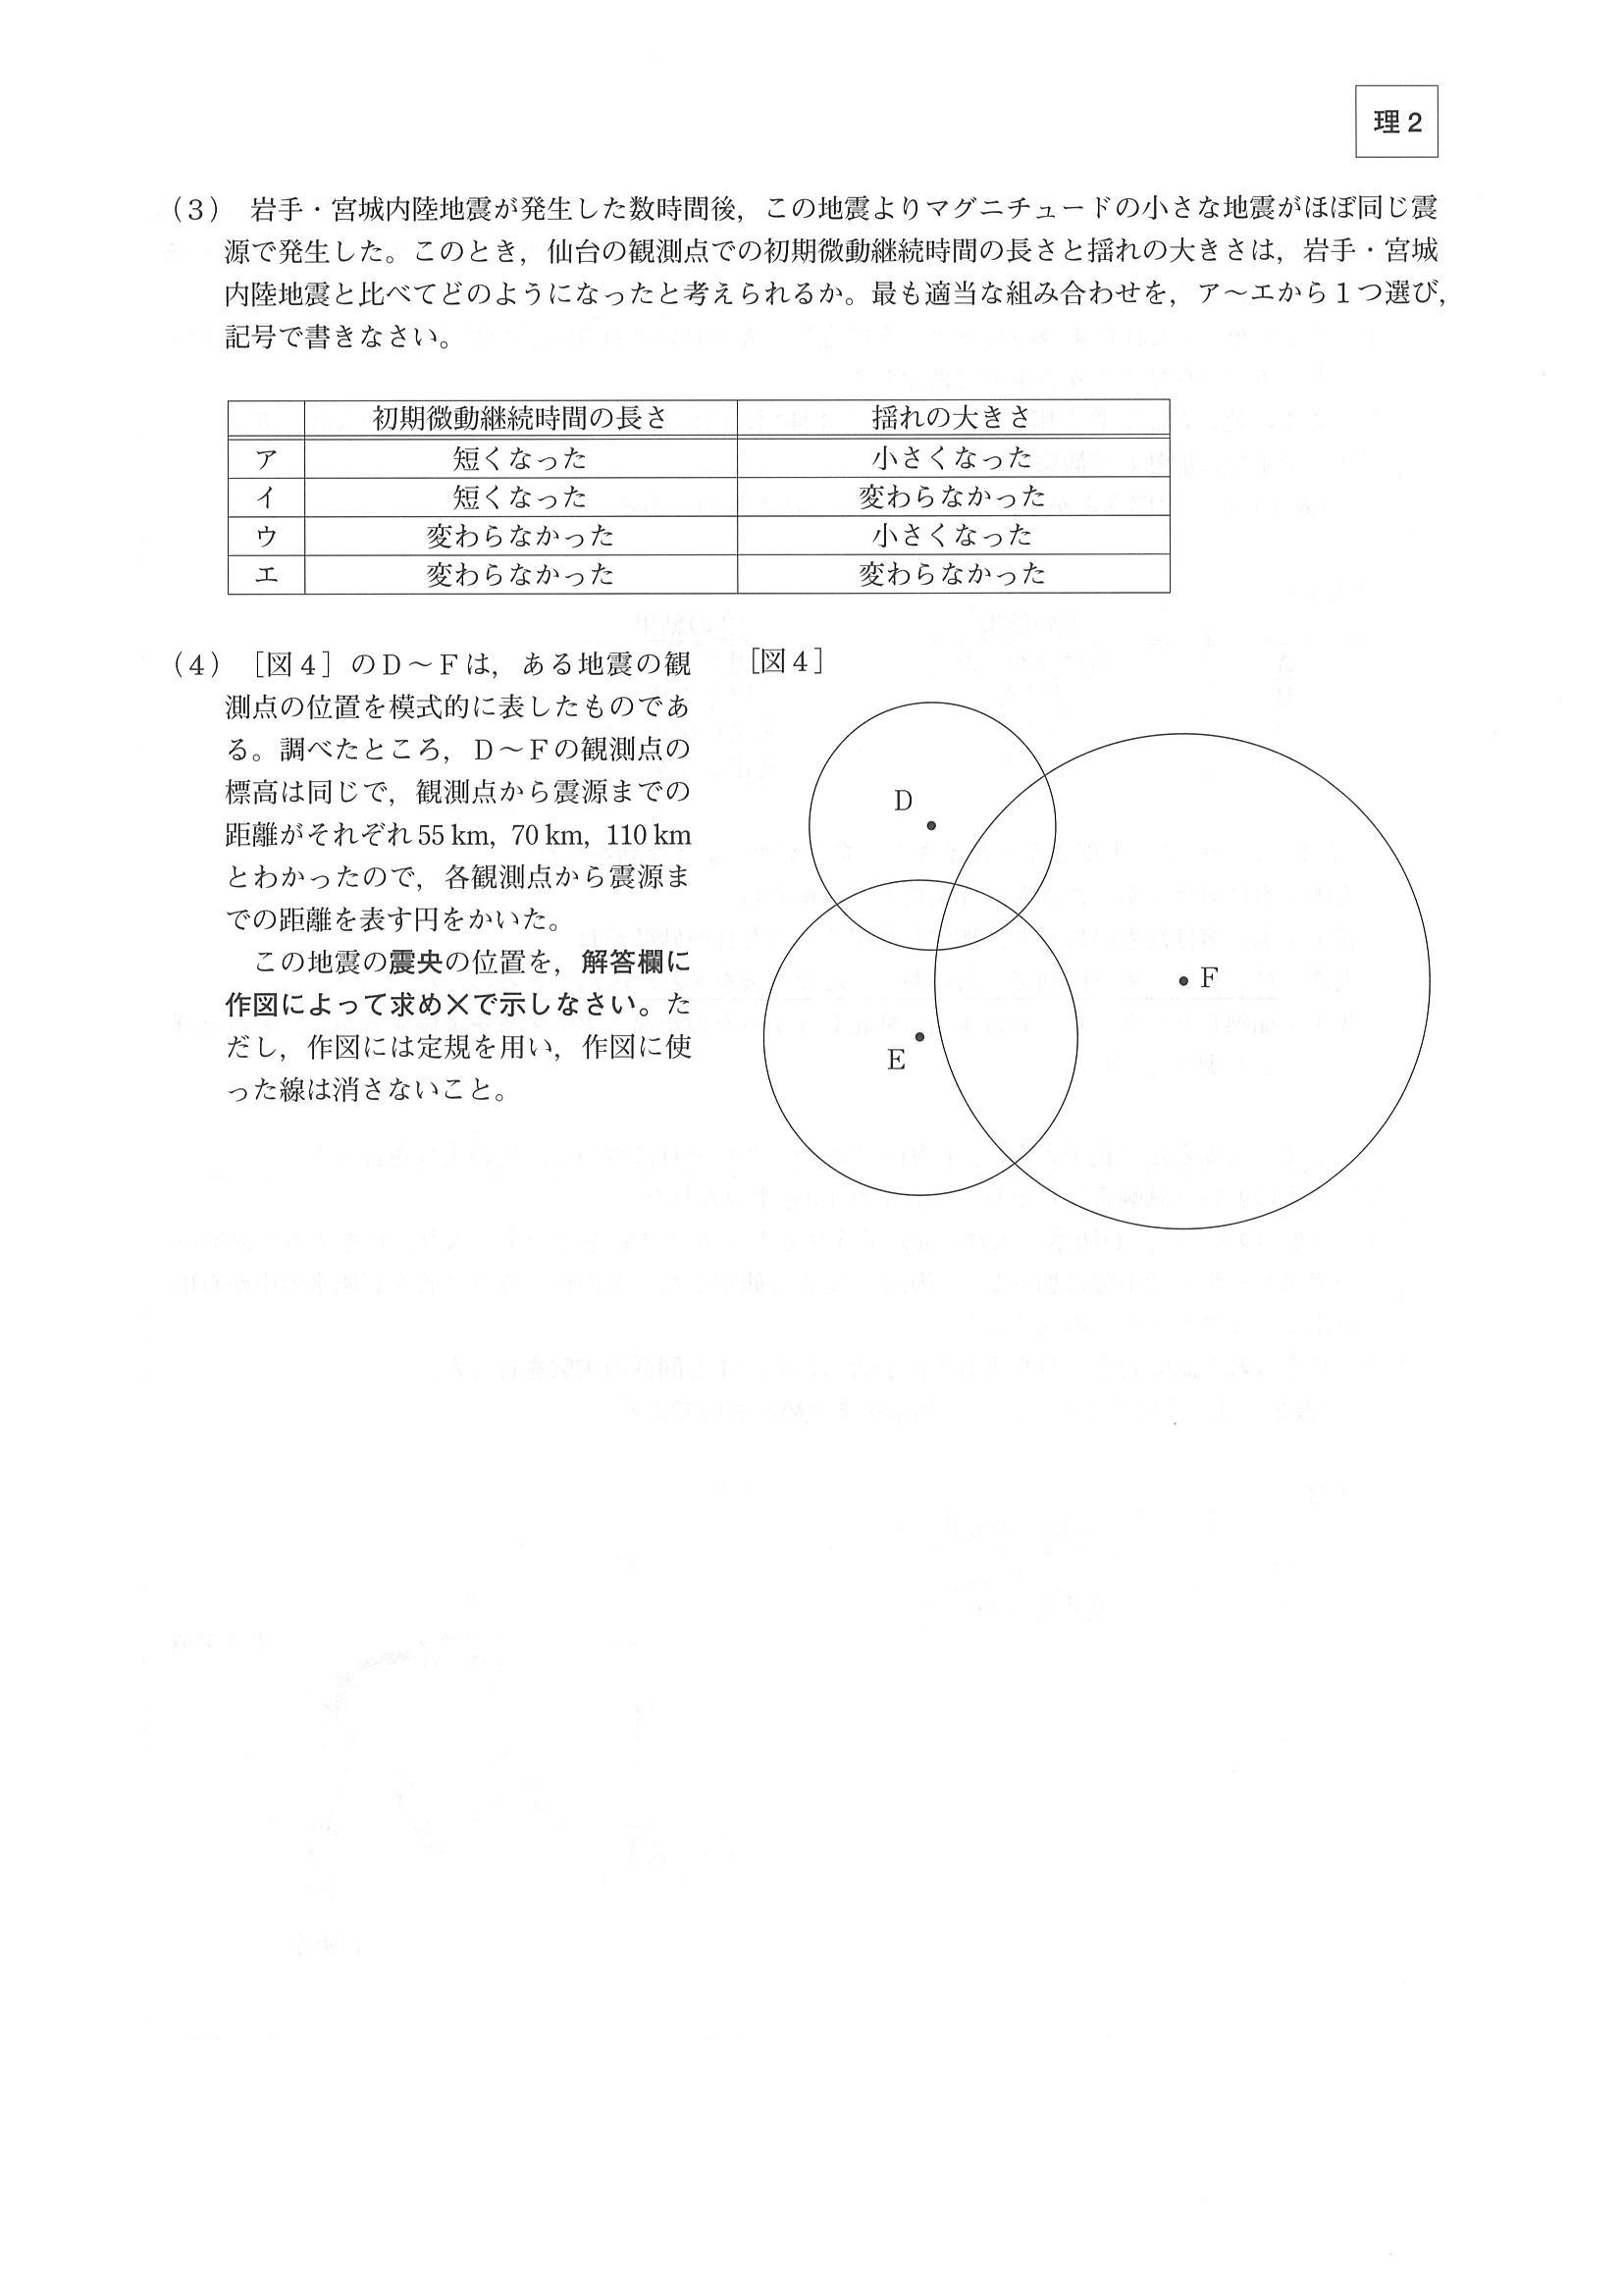 理2
（3）　岩手・宮城内陸地震が発生した数時間後，この地震よりマグニチュードの小さな地震がほぼ同じ震
源で発生した。このとき，仙台の観測点での初期微動継続時間の長さと揺れの大きさは，岩手・宮城
内陸地震と比べてどのようになったと考えられるか。最も適当な組み合わせを，ア～エから１つ選び，
記号で書きなさい。
初期微動継続時間の長さ　揺れの大きさ
ア　短くなった　小さくなった
イ　短くなった　変わらなかった
ウ　変わらなかった　小さくなった
エ　変わらなかった　変わらなかった
（4）　［図４］のＤ～Ｆは，ある地震の観
測点の位置を模式的に表したものであ
る。調べたところ，Ｄ～Ｆの観測点の
標高は同じで，観測点から震源までの
距離がそれぞれ55 km，70 km，110 km
とわかったので，各観測点から震源ま
での距離を表す円をかいた。
この地震の震央の位置を，解答欄に
作図によって求め×で示しなさい。た
だし，作図には定規を用い，作図に使
った線は消さないこと。
［図４］
D
F
E